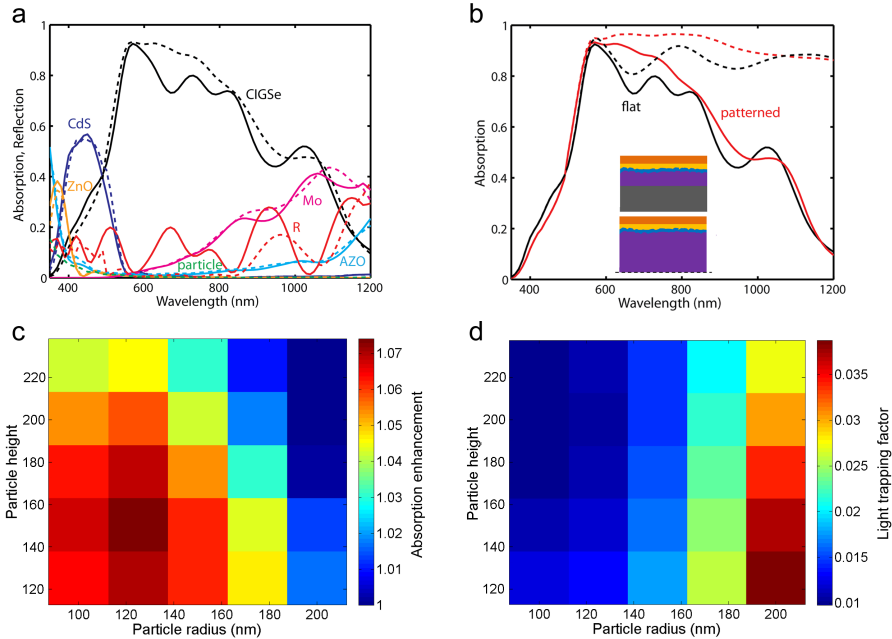 a
Absorption, Reflection
1
0.8
0.6
0.4
0.2
0
CdS
ZnO
CIGSe
Mo
R
particle
AZO
400 600 800 1000 1200
Wavelength (nm)
b
Absorption
1
0.8
0.6
0.4
0.2
0
flat
patterned
400 600 800 1000 1200
Wavelength (nm)
c
Particle height
220
200
180
160
140
120
100 120 140 160 180 200
Particle radius (nm)
1.07
1.06
1.05
1.04
1.03
1.02
1.01
1
Absorption enhancement
d
Particle height
220
200
180
160
140
120
100 120 140 160 180 200
Particle radius (nm)
0.035
0.03
0.025
0.02
0.015
0.01
Light trapping factor